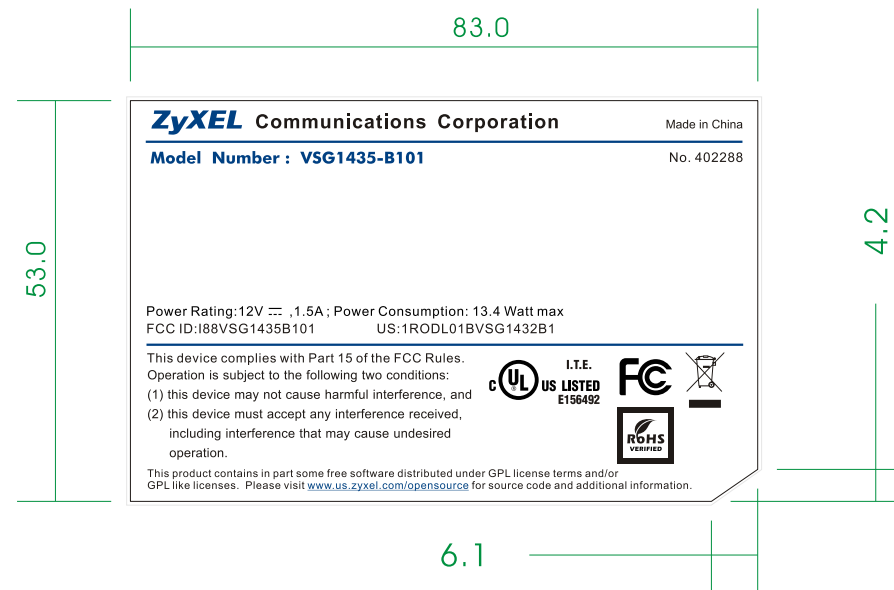 83.0
ZyXEL Communications Corporation
Made in China
Model Number : VSG1435-B101
No. 402288
53.0
4.2
Power Rating:12V ⎓ ,1.5A ; Power Consumption: 13.4 Watt max
FCC ID:I88VSG1435B101 US:1RODL01BVSG1432B1
This device complies with Part 15 of the FCC Rules.
Operation is subject to the following two conditions:
(1) this device may not cause harmful interference, and
(2) this device must accept any interference received,
including interference that may cause undesired
operation.
I.T.E.
C UL ® US LISTED
E156492
FC
RoHS
VERIFIED
This product contains in part some free software distributed under GPL license terms and/or
GPL like licenses. Please visit www.us.zyxel.com/opensource for source code and additional information.
6.1